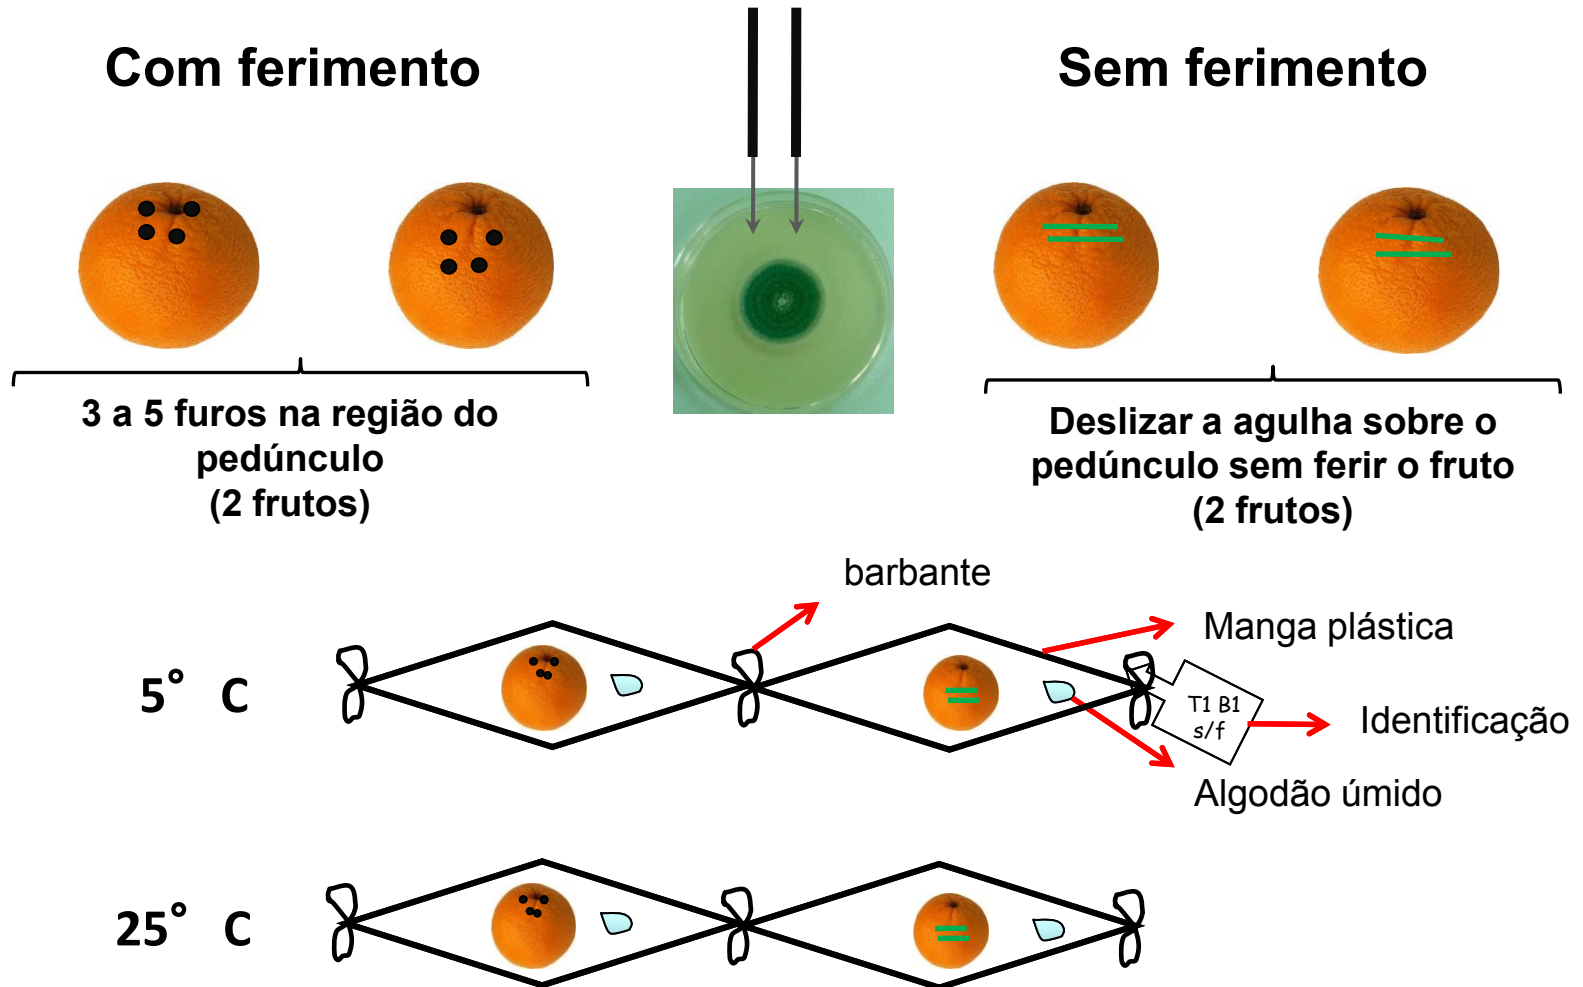 Com ferimento
Sem ferimento
3 a 5 furos na região do
pedúnculo
(2 frutos)
Deslizar a agulha sobre o
pedúnculo sem ferir o fruto
(2 frutos)
barbante
Manga plástica
5° C
T1 B1
s/f
Identificação
Algodão úmido
25° C